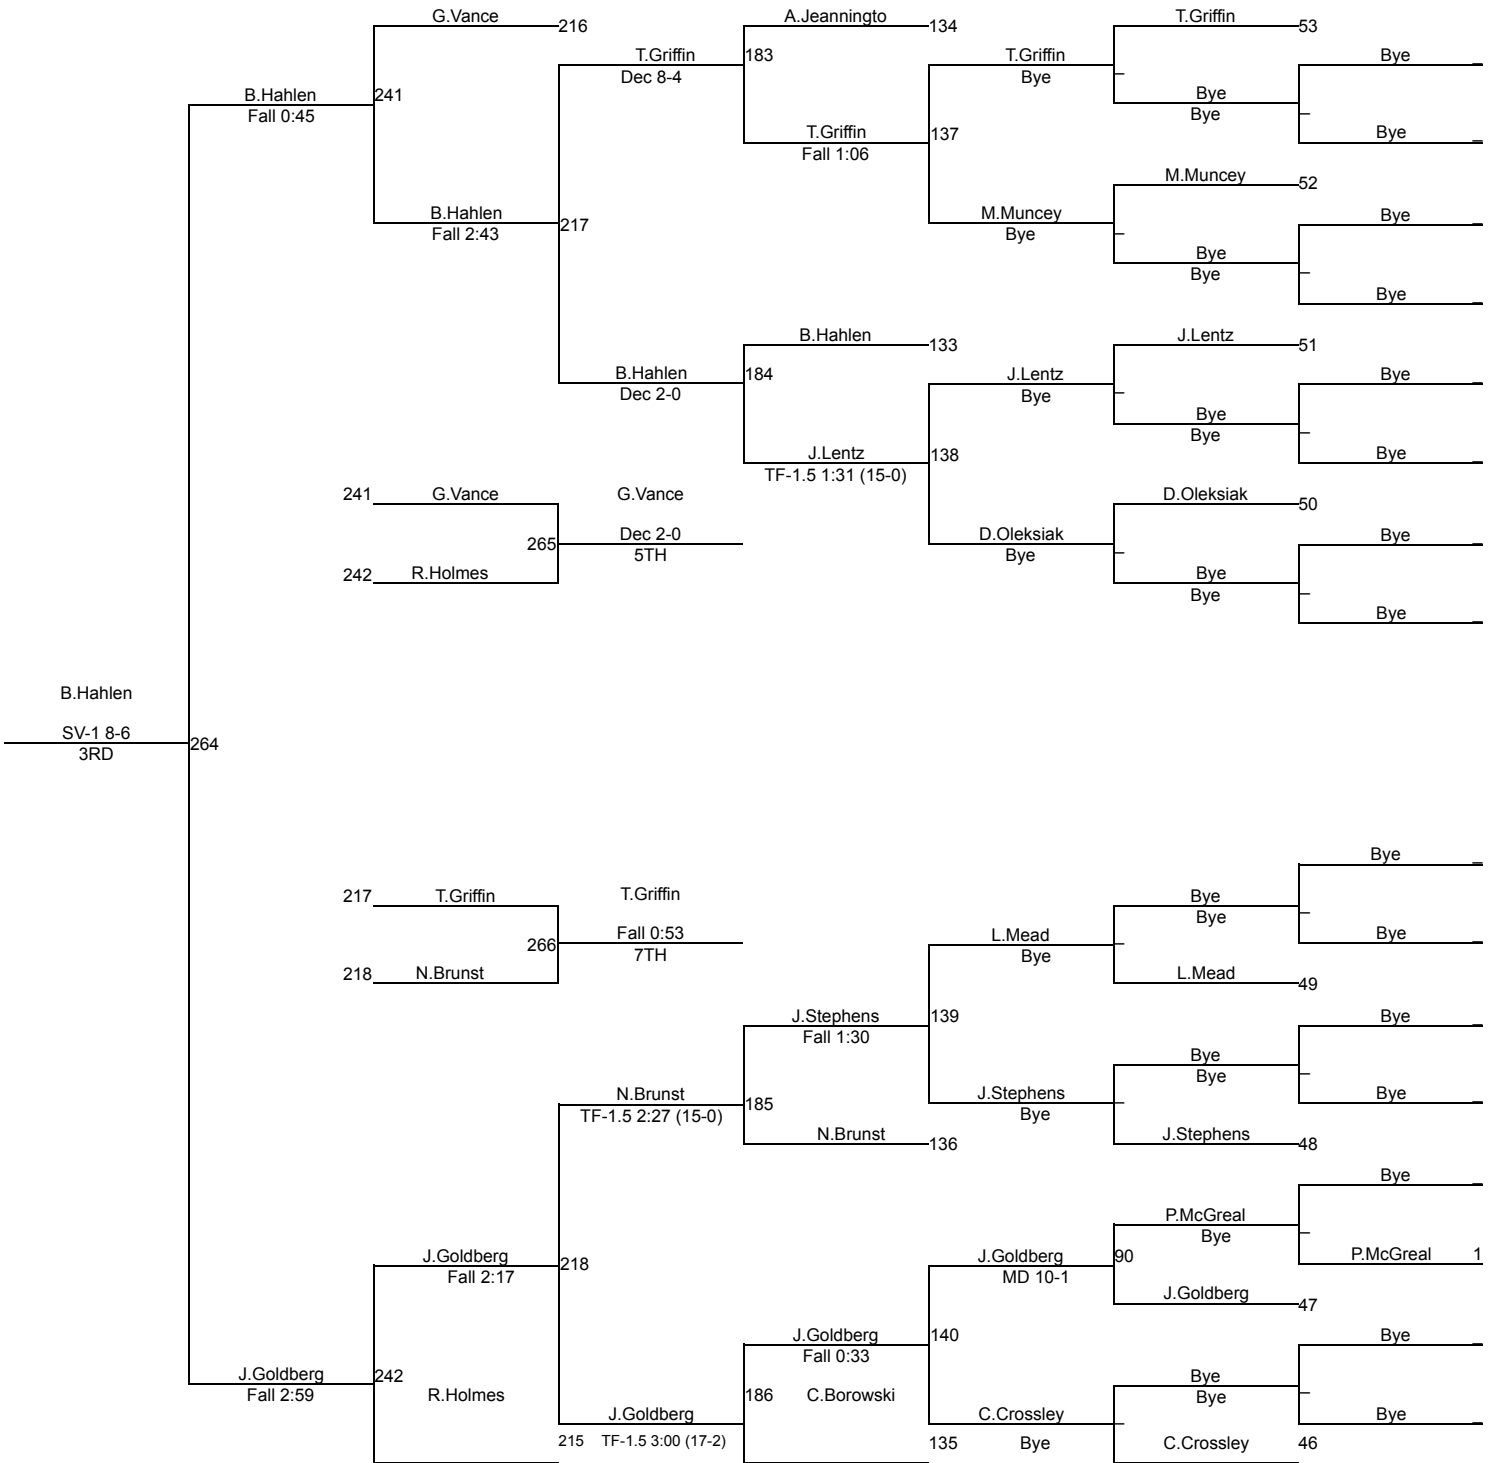 G.Vance
216
A.Jeannington
134
T.Griffin
53
T.Griffin
Dec 8-4
183
T.Griffin
Bye
Bye
B.Hahlen
Fall 0:45
241
Bye
Bye
T.Griffin
Fall 1:06
137
Bye
M.Muncey
52
B.Hahlen
Fall 2:43
217
M.Muncey
Bye
Bye
Bye
Bye
Bye
B.Hahlen
133
J.Lentz
51
B.Hahlen
Dec 2-0
184
J.Lentz
Bye
Bye
Bye
Bye
J.Lentz
TF-1.5 1:31 (15-0)
138
Bye
241
G.Vance
G.Vance
D.Oleksiak
50
265
Dec 2-0
5TH
D.Oleksiak
Bye
Bye
242
R.Holmes
Bye
Bye
Bye
B.Hahlen
SV-1 8-6
3RD
264
Bye
217
T.Griffin
T.Griffin
Bye
Bye
266
Fall 0:53
7TH
L.Mead
Bye
Bye
218
N.Brunst
L.Mead
49
J.Stephens
Fall 1:30
139
Bye
Bye
Bye
N.Brunst
TF-1.5 2:27 (15-0)
185
J.Stephens
Bye
Bye
N.Brunst
136
J.Stephens
48
Bye
P.McGreal
Bye
J.Goldberg
Fall 2:17
218
J.Goldberg
MD 10-1
90
P.McGreal
1
J.Goldberg
47
J.Goldberg
Fall 0:33
140
Bye
J.Goldberg
Fall 2:59
242
R.Holmes
186
C.Borowski
Bye
Bye
J.Goldberg
C.Crossley
Bye
215
TF-1.5 3:00 (17-2)
135
Bye
C.Crossley
46